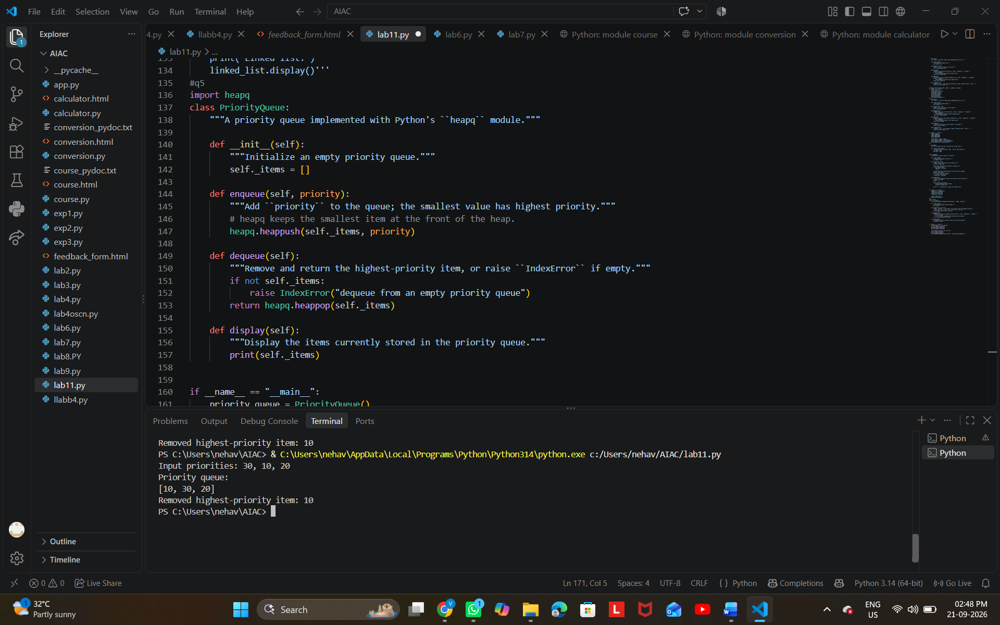 File Edit Selection View Go Run Terminal Help
AIAC
Explorer
AIAC
__pycache__
app.py
calculator.html
calculator.py
conversion_pydoc.txt
conversion.html
conversion.py
course_pydoc.txt
course.html
course.py
exp1.py
exp2.py
exp3.py
feedback_form.html
lab2.py
lab3.py
lab4.py
lab4oscn.py
lab6.py
lab7.py
lab8.PY
lab9.py
lab11.py
llabb4.py
Outline
Timeline
4.py llabb4.py feedback_form.html lab11.py lab6.py lab7.py Python: module course Python: module conversion Python: module calculator
lab11.py > ...
134 linked_list.display()'''
135 #q5
136 import heapq
137 class PriorityQueue:
138 """A priority queue implemented with Python's ``heapq`` module."""
139
140 def __init__(self):
141 """Initialize an empty priority queue."""
142 self._items = []
143
144 def enqueue(self, priority):
145 """Add ``priority`` to the queue; the smallest value has highest priority."""
146 # heapq keeps the smallest item at the front of the heap.
147 heapq.heappush(self._items, priority)
148
149 def dequeue(self):
150 """Remove and return the highest-priority item, or raise ``IndexError`` if empty."""
151 if not self._items:
152 raise IndexError("dequeue from an empty priority queue")
153 return heapq.heappop(self._items)
154
155 def display(self):
156 """Display the items currently stored in the priority queue."""
157 print(self._items)
158
159
160 if __name__ == "__main__":
161 priority_queue = PriorityQueue()
Problems Output Debug Console Terminal Ports
Removed highest-priority item: 10
PS C:\Users\nehav\AIAC> & C:\Users\nehav\AppData\Local\Programs\Python\Python314\python.exe c:/Users/nehav/AIAC/lab11.py
Input priorities: 30, 10, 20
Priority queue:
[10, 30, 20]
Removed highest-priority item: 10
PS C:\Users\nehav\AIAC>
Python
Python
0 0 Live Share
Ln 171, Col 5 Spaces: 4 UTF-8 CRLF { } Python Completions Python 3.14 (64-bit) Go Live
32°C
Partly sunny
Search
ENG
US
02:48 PM
21-09-2026